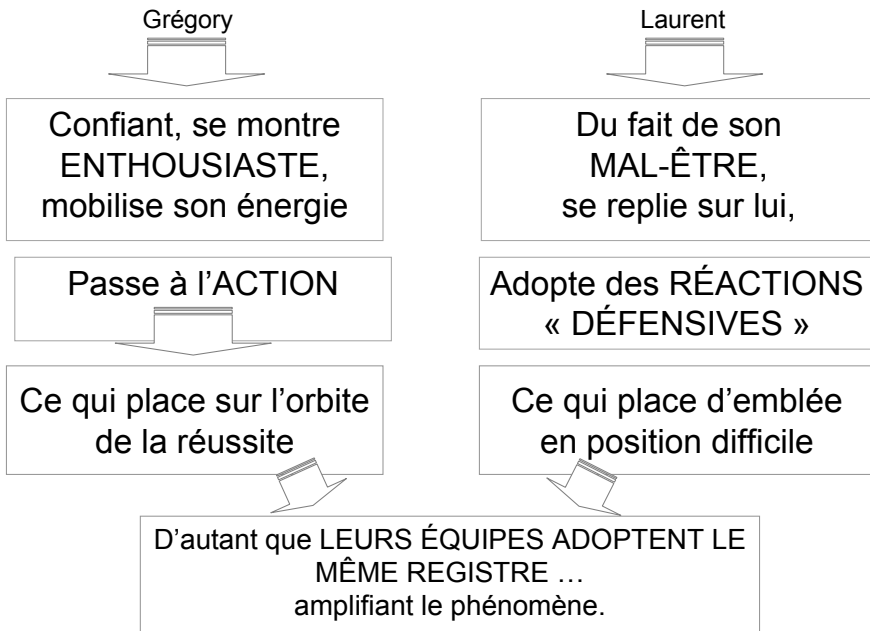 Grégory
Confiant, se montre
ENTHOUSIASTE,
mobilise son énergie
Passe à l’ACTION
Ce qui place sur l’orbite
de la réussite
Laurent
Du fait de son
MAL-ÊTRE,
se replie sur lui,
Adopte des RÉACTIONS
« DÉFENSIVES »
Ce qui place d’emblée
en position difficile
D’autant que LEURS ÉQUIPES ADOPTENT LE
MÊME REGISTRE …
amplifiant le phénomène.